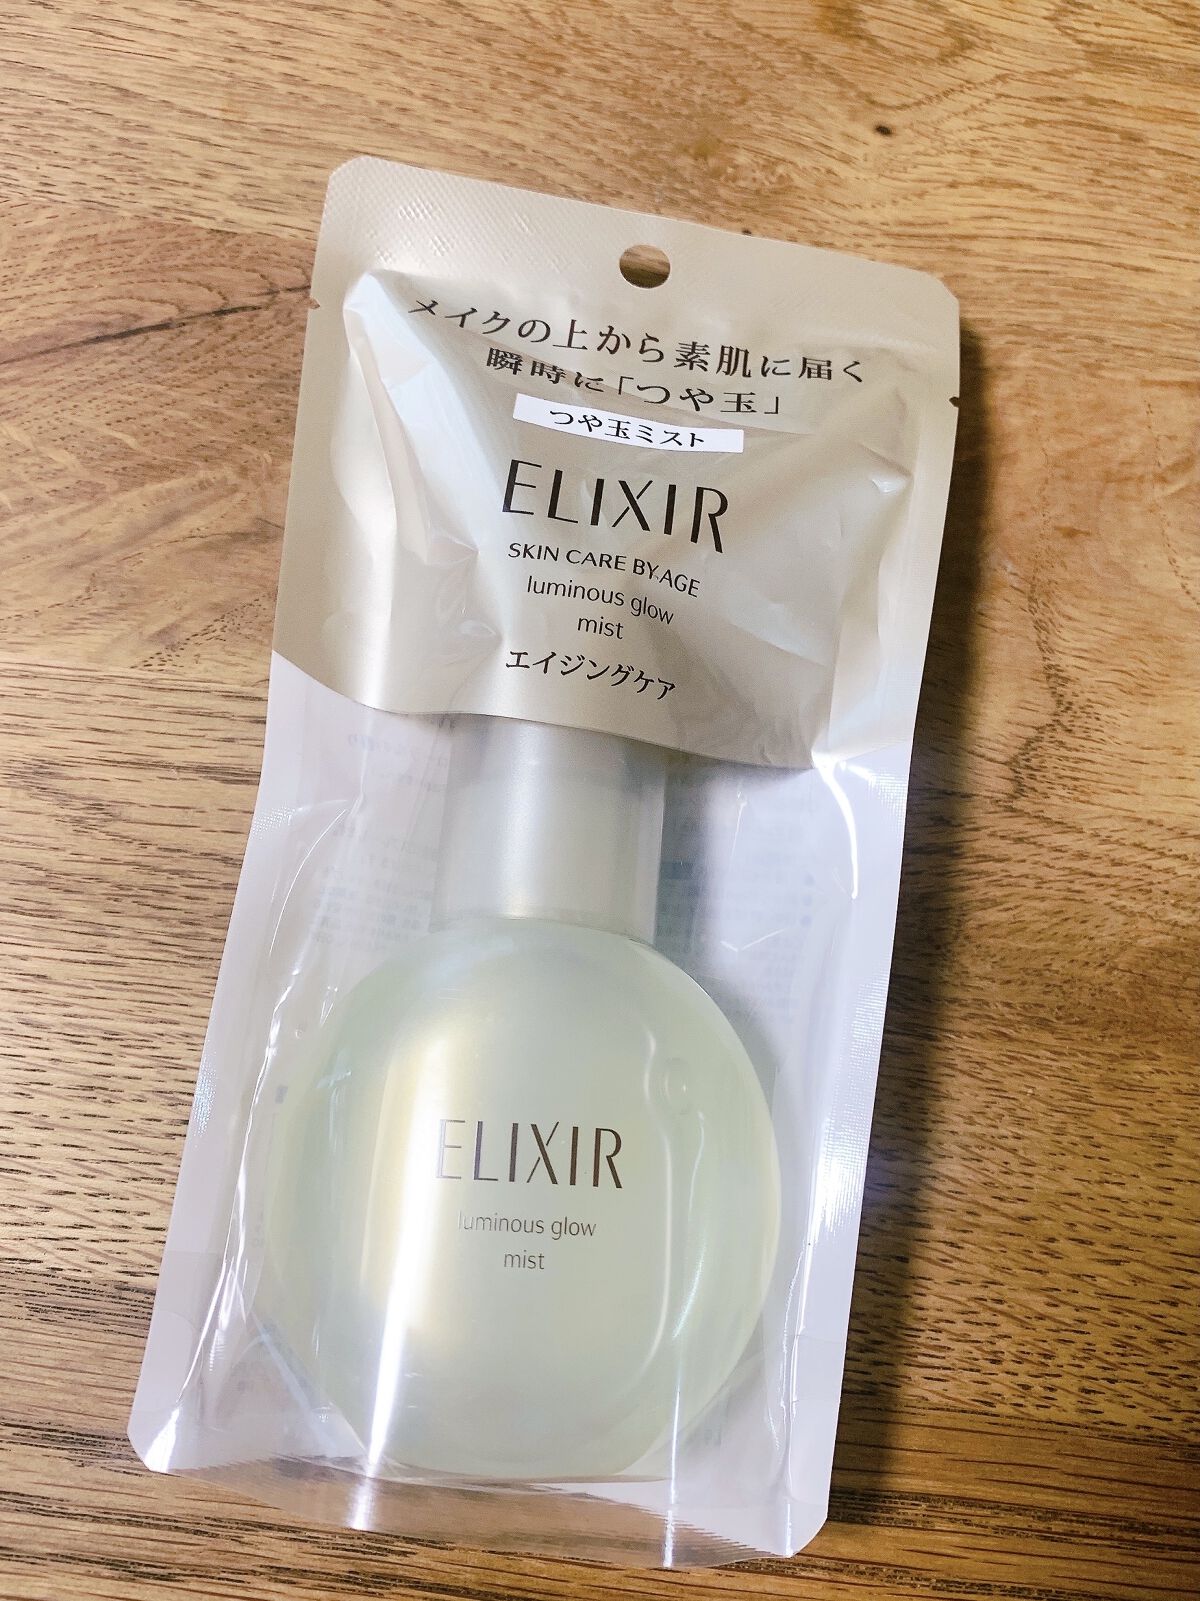 メイクの上から素肌に届く
瞬時に「つや玉」
つや玉ミスト
ELIXIR
SKIN CARE BY AGE
luminous glow
mist
エイジングケア
ELIXIR
luminous glow
mist